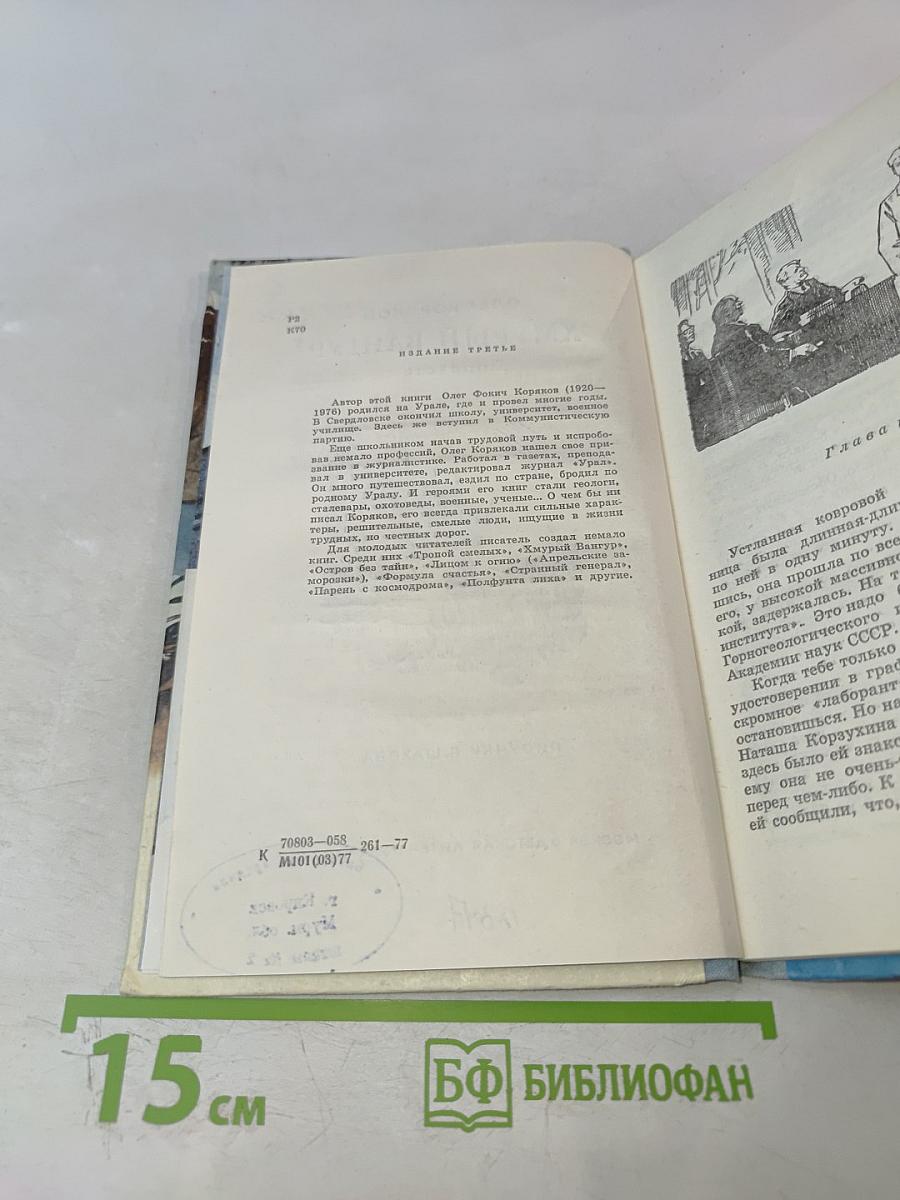 Р2
К70
ИЗДАНИЕ ТРЕТЬЕ
Автор этой книги Олег Фокич Коряков (1920—
1976) родился на Урале, где и провел многие годы.
В Свердловске окончил школу, университет, военное
училище. Здесь же вступил в Коммунистическую
партию.
Еще школьником начав трудовой путь и испробо-
вав немало профессий, Олег Коряков нашел свое при-
звание в журналистике. Работал в газетах, препода-
вал в университете, редактировал журнал «Урал».
Он много путешествовал, ездил по стране, бродил по
родному Уралу. И героями его книг стали геологи,
сталевары, охотоведы, военные, ученые... О чем бы ни
писал Коряков, его всегда привлекали сильные харак-
теры, решительные, смелые люди, ищущие в жизни
трудных, но честных дорог.
Для молодых читателей писатель создал немало
книг. Среди них «Тропой смелых», «Хмурый Вангур»,
«Остров без тайн», «Лицом к огню» («Апрельские за-
морозки»), «Формула счастья», «Странный генерал»,
«Парень с космодрома», «Полфунта лиха» и другие.
К 70803—058 261—77
М101(03)77
Глава
Устланная ковровой
ница была длинная-дли
по ней в одну минуту.
шись, она прошла по все
его, у высокой массивно
кой, задержалась. На т
института». Это надо
Горногеологического
Академии наук СССР.
Когда тебе только
удостоверении в граф
скромное «лаборант
остановишься. Но на
Наташа Корзухина
здесь было ей знако
ему она не очень-
перед чем-либо. К
ей сообщили, что,
15 см
БФ БИБЛИОФАН